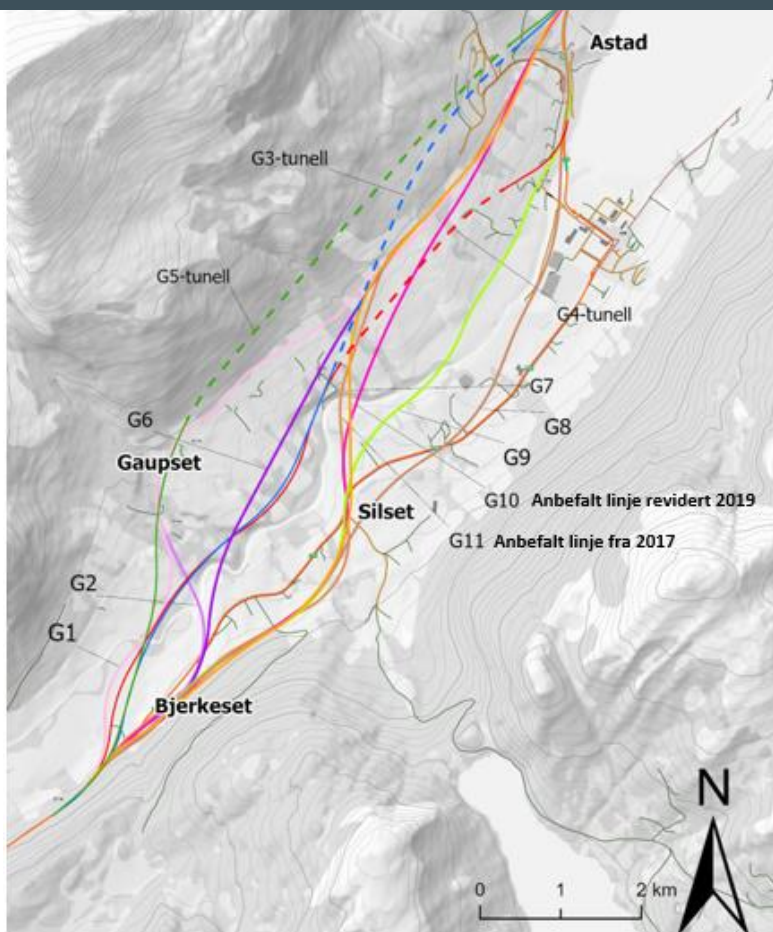 Astad
G3-tunell
G5-tunell
G4-tunell
G7
G6
G8
Gaupset
G9
G10 Anbefalt linje revidert 2019
Silset
G11 Anbefalt linje fra 2017
G2
G1
Bjerkeset
N
0 1 2 km